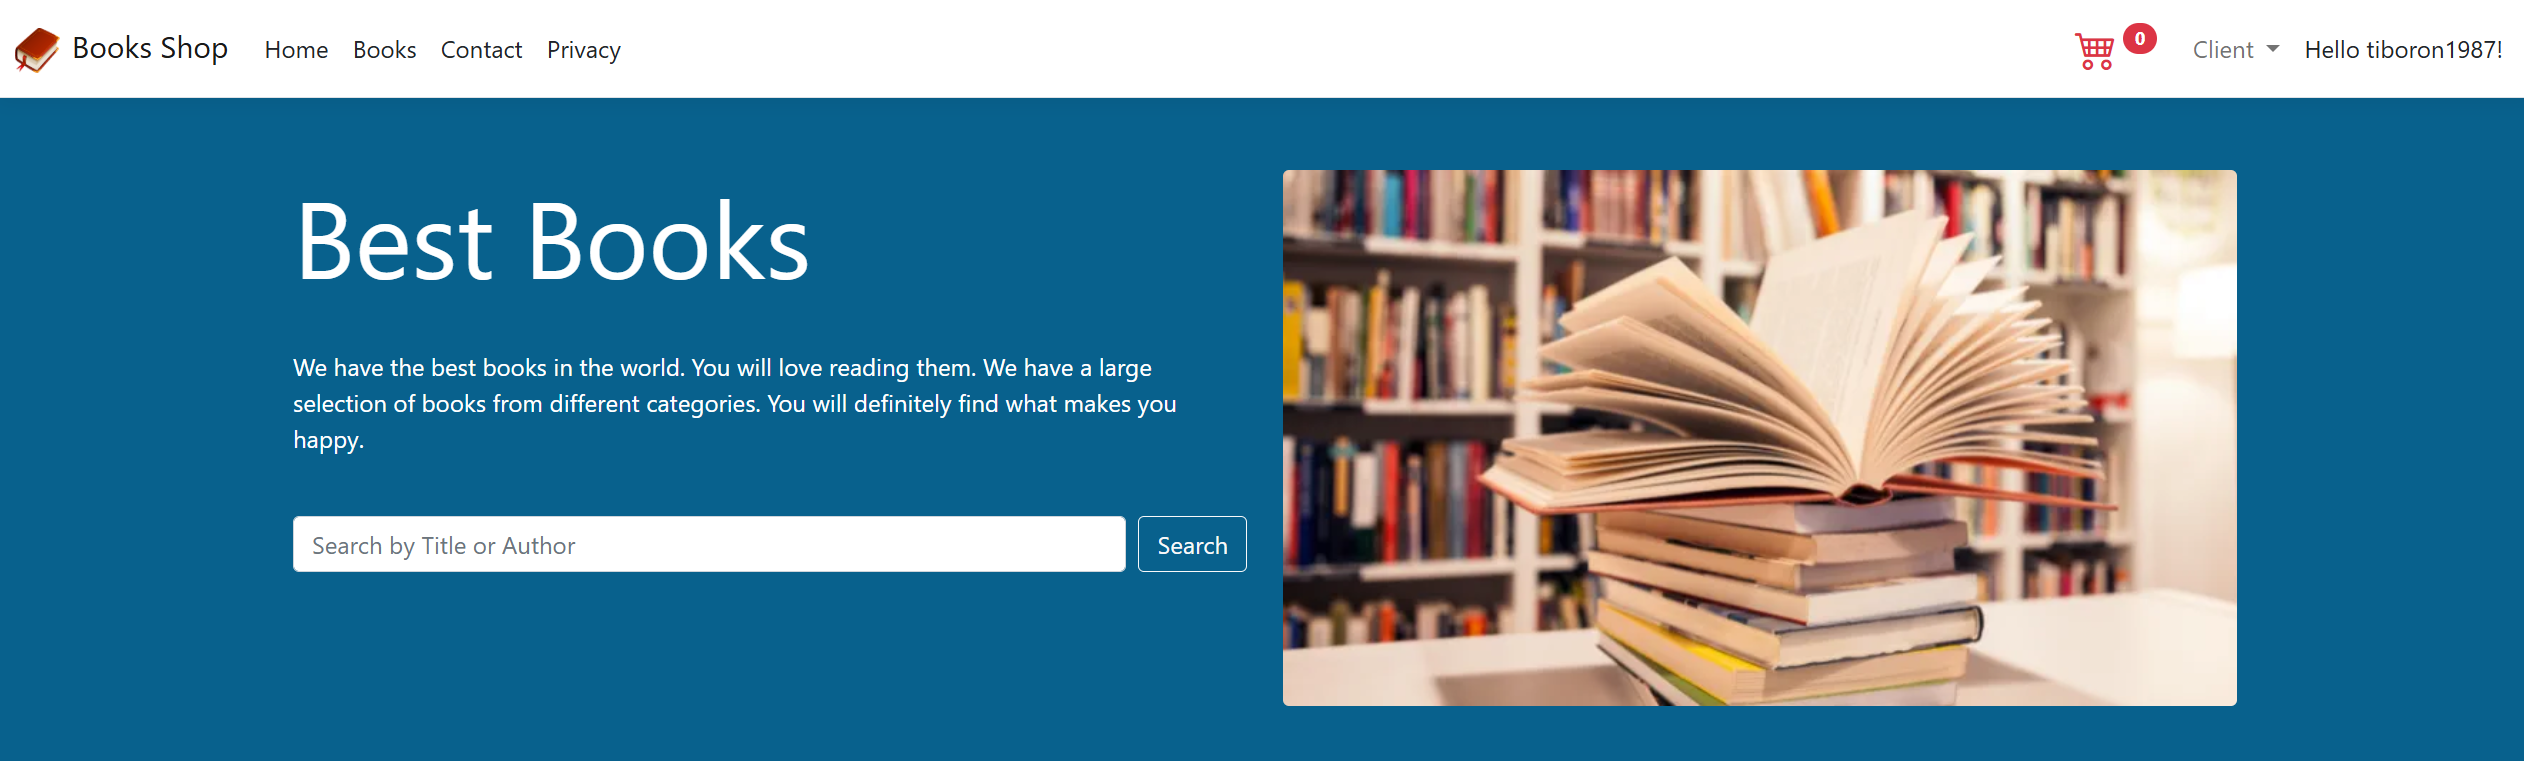 Books Shop Home Books Contact Privacy 0 Client Hello tiboron1987!
Best Books
We have the best books in the world. You will love reading them. We have a large
selection of books from different categories. You will definitely find what makes you
happy.
Search by Title or Author Search